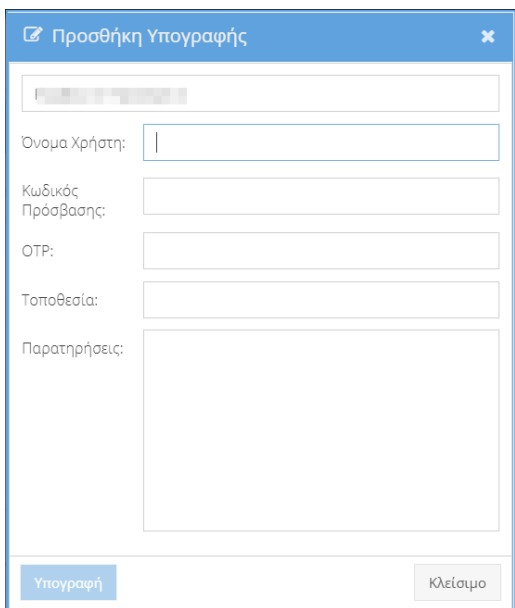 Προσθήκη Υπογραφής
Όνομα Χρήστη:
Κωδικός
Πρόσβασης:
OTP:
Τοποθεσία:
Παρατηρήσεις:
Υπογραφή
Κλείσιμο